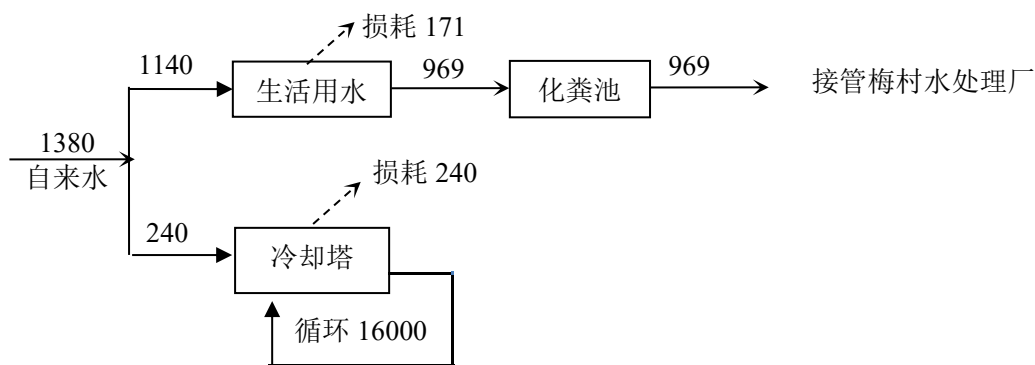 损耗 171
1140
生活用水
969
化粪池
969
接管梅村水处理厂
1380
自来水
损耗 240
240
冷却塔
循环 16000